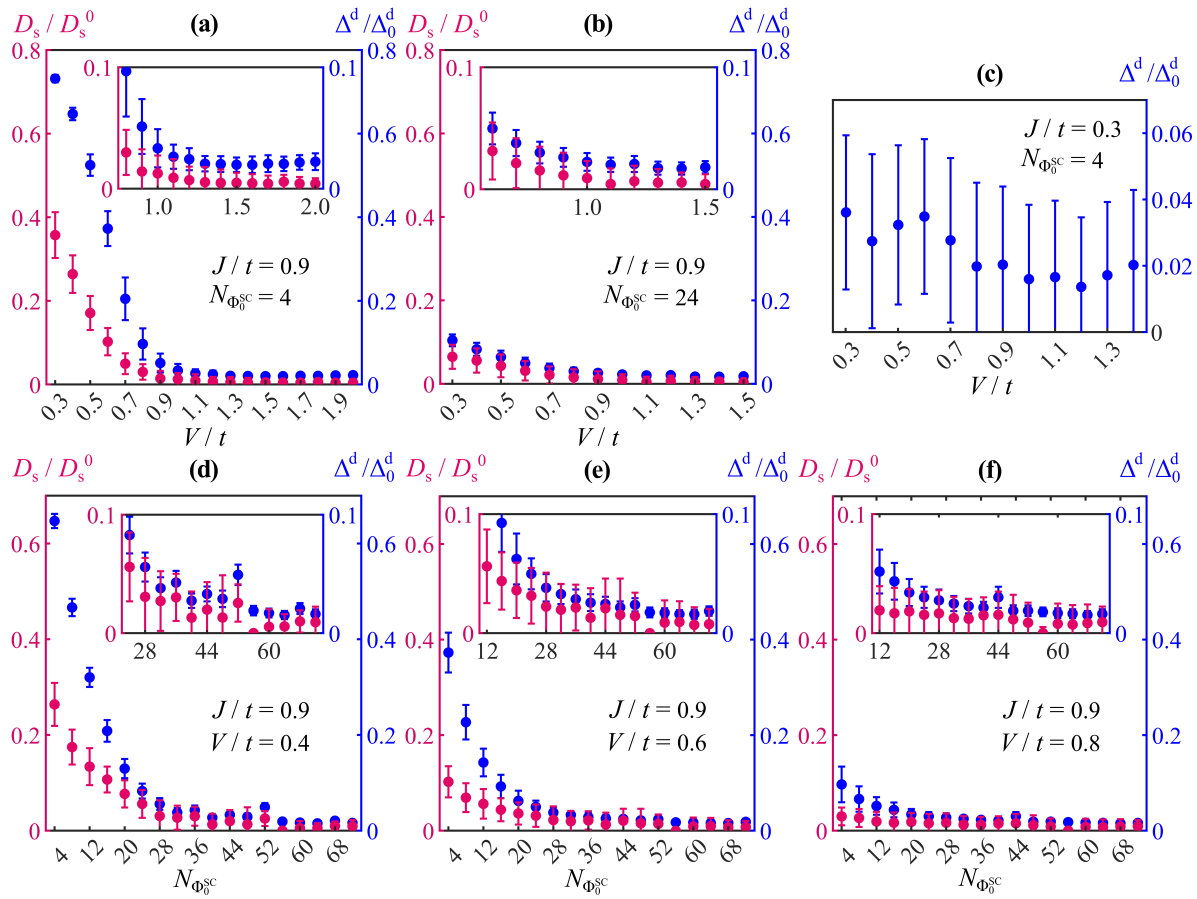 D_s / D_s^0 (a) Δ^d / Δ_0^d
0.8 0.8
0.6 0.6
0.4 0.4
0.2 0.2
0 0
0.1 0.1
0 0
1.0 1.5 2.0
J / t = 0.9
N_{Φ_0^{SC}} = 4
0.3 0.5 0.7 0.9 1.1 1.3 1.5 1.7 1.9
V / t
D_s / D_s^0 (b) Δ^d / Δ_0^d
0.8 0.8
0.6 0.6
0.4 0.4
0.2 0.2
0 0
0.1 0.1
0 0
1.0 1.5
J / t = 0.9
N_{Φ_0^{SC}} = 24
0.3 0.5 0.7 0.9 1.1 1.3 1.5
V / t
(c) Δ^d / Δ_0^d
J / t = 0.3
N_{Φ_0^{SC}} = 4
0.06
0.04
0.02
0
0.3 0.5 0.7 0.9 1.1 1.3
V / t
D_s / D_s^0 (d) Δ^d / Δ_0^d
0.6 0.6
0.4 0.4
0.2 0.2
0 0
0.1 0.1
0 0
28 44 60
J / t = 0.9
V / t = 0.4
4 12 20 28 36 44 52 60 68
N_{Φ_0^{SC}}
D_s / D_s^0 (e) Δ^d / Δ_0^d
0.6 0.6
0.4 0.4
0.2 0.2
0 0
0.1 0.1
0 0
12 28 44 60
J / t = 0.9
V / t = 0.6
4 12 20 28 36 44 52 60 68
N_{Φ_0^{SC}}
D_s / D_s^0 (f) Δ^d / Δ_0^d
0.6 0.6
0.4 0.4
0.2 0.2
0 0
0.1 0.1
0 0
12 28 44 60
J / t = 0.9
V / t = 0.8
4 12 20 28 36 44 52 60 68
N_{Φ_0^{SC}}